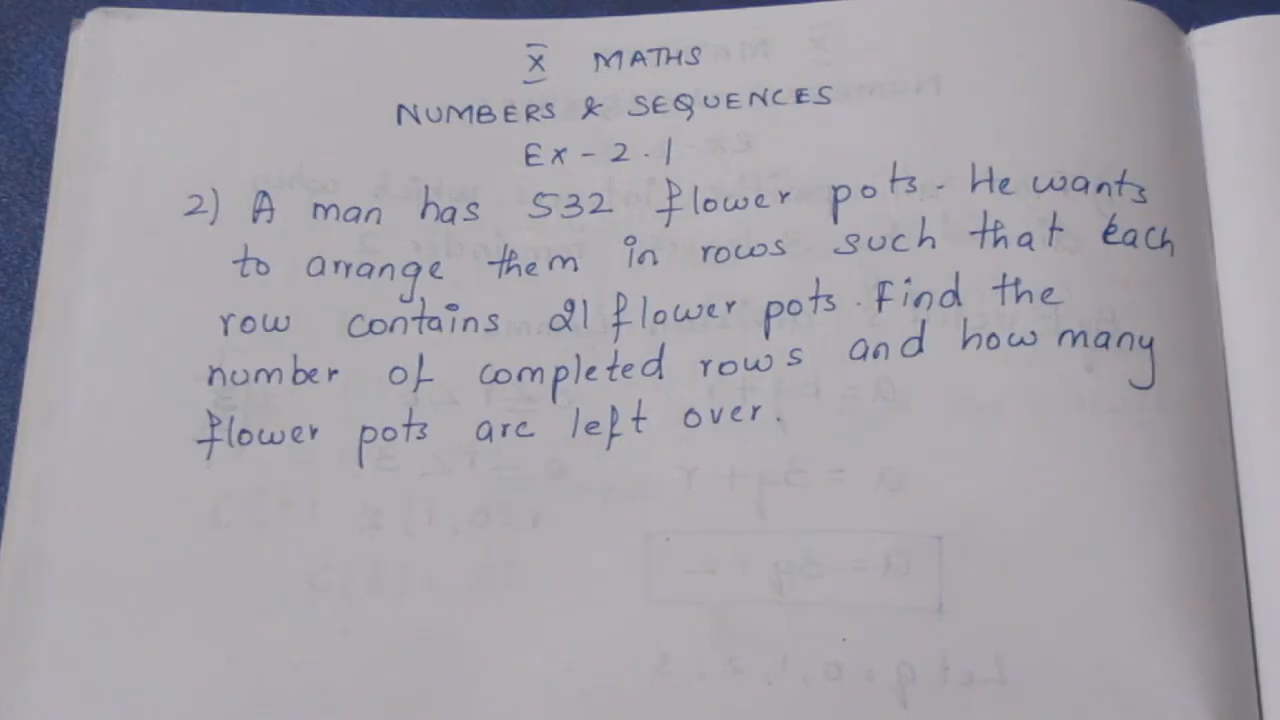 X MATHS
NUMBERS & SEQUENCES
Ex - 2.1
2) A man has 532 flower pots. He wants
to arrange them in rows such that each
row contains 21 flower pots. Find the
number of completed rows and how many
flower pots are left over.